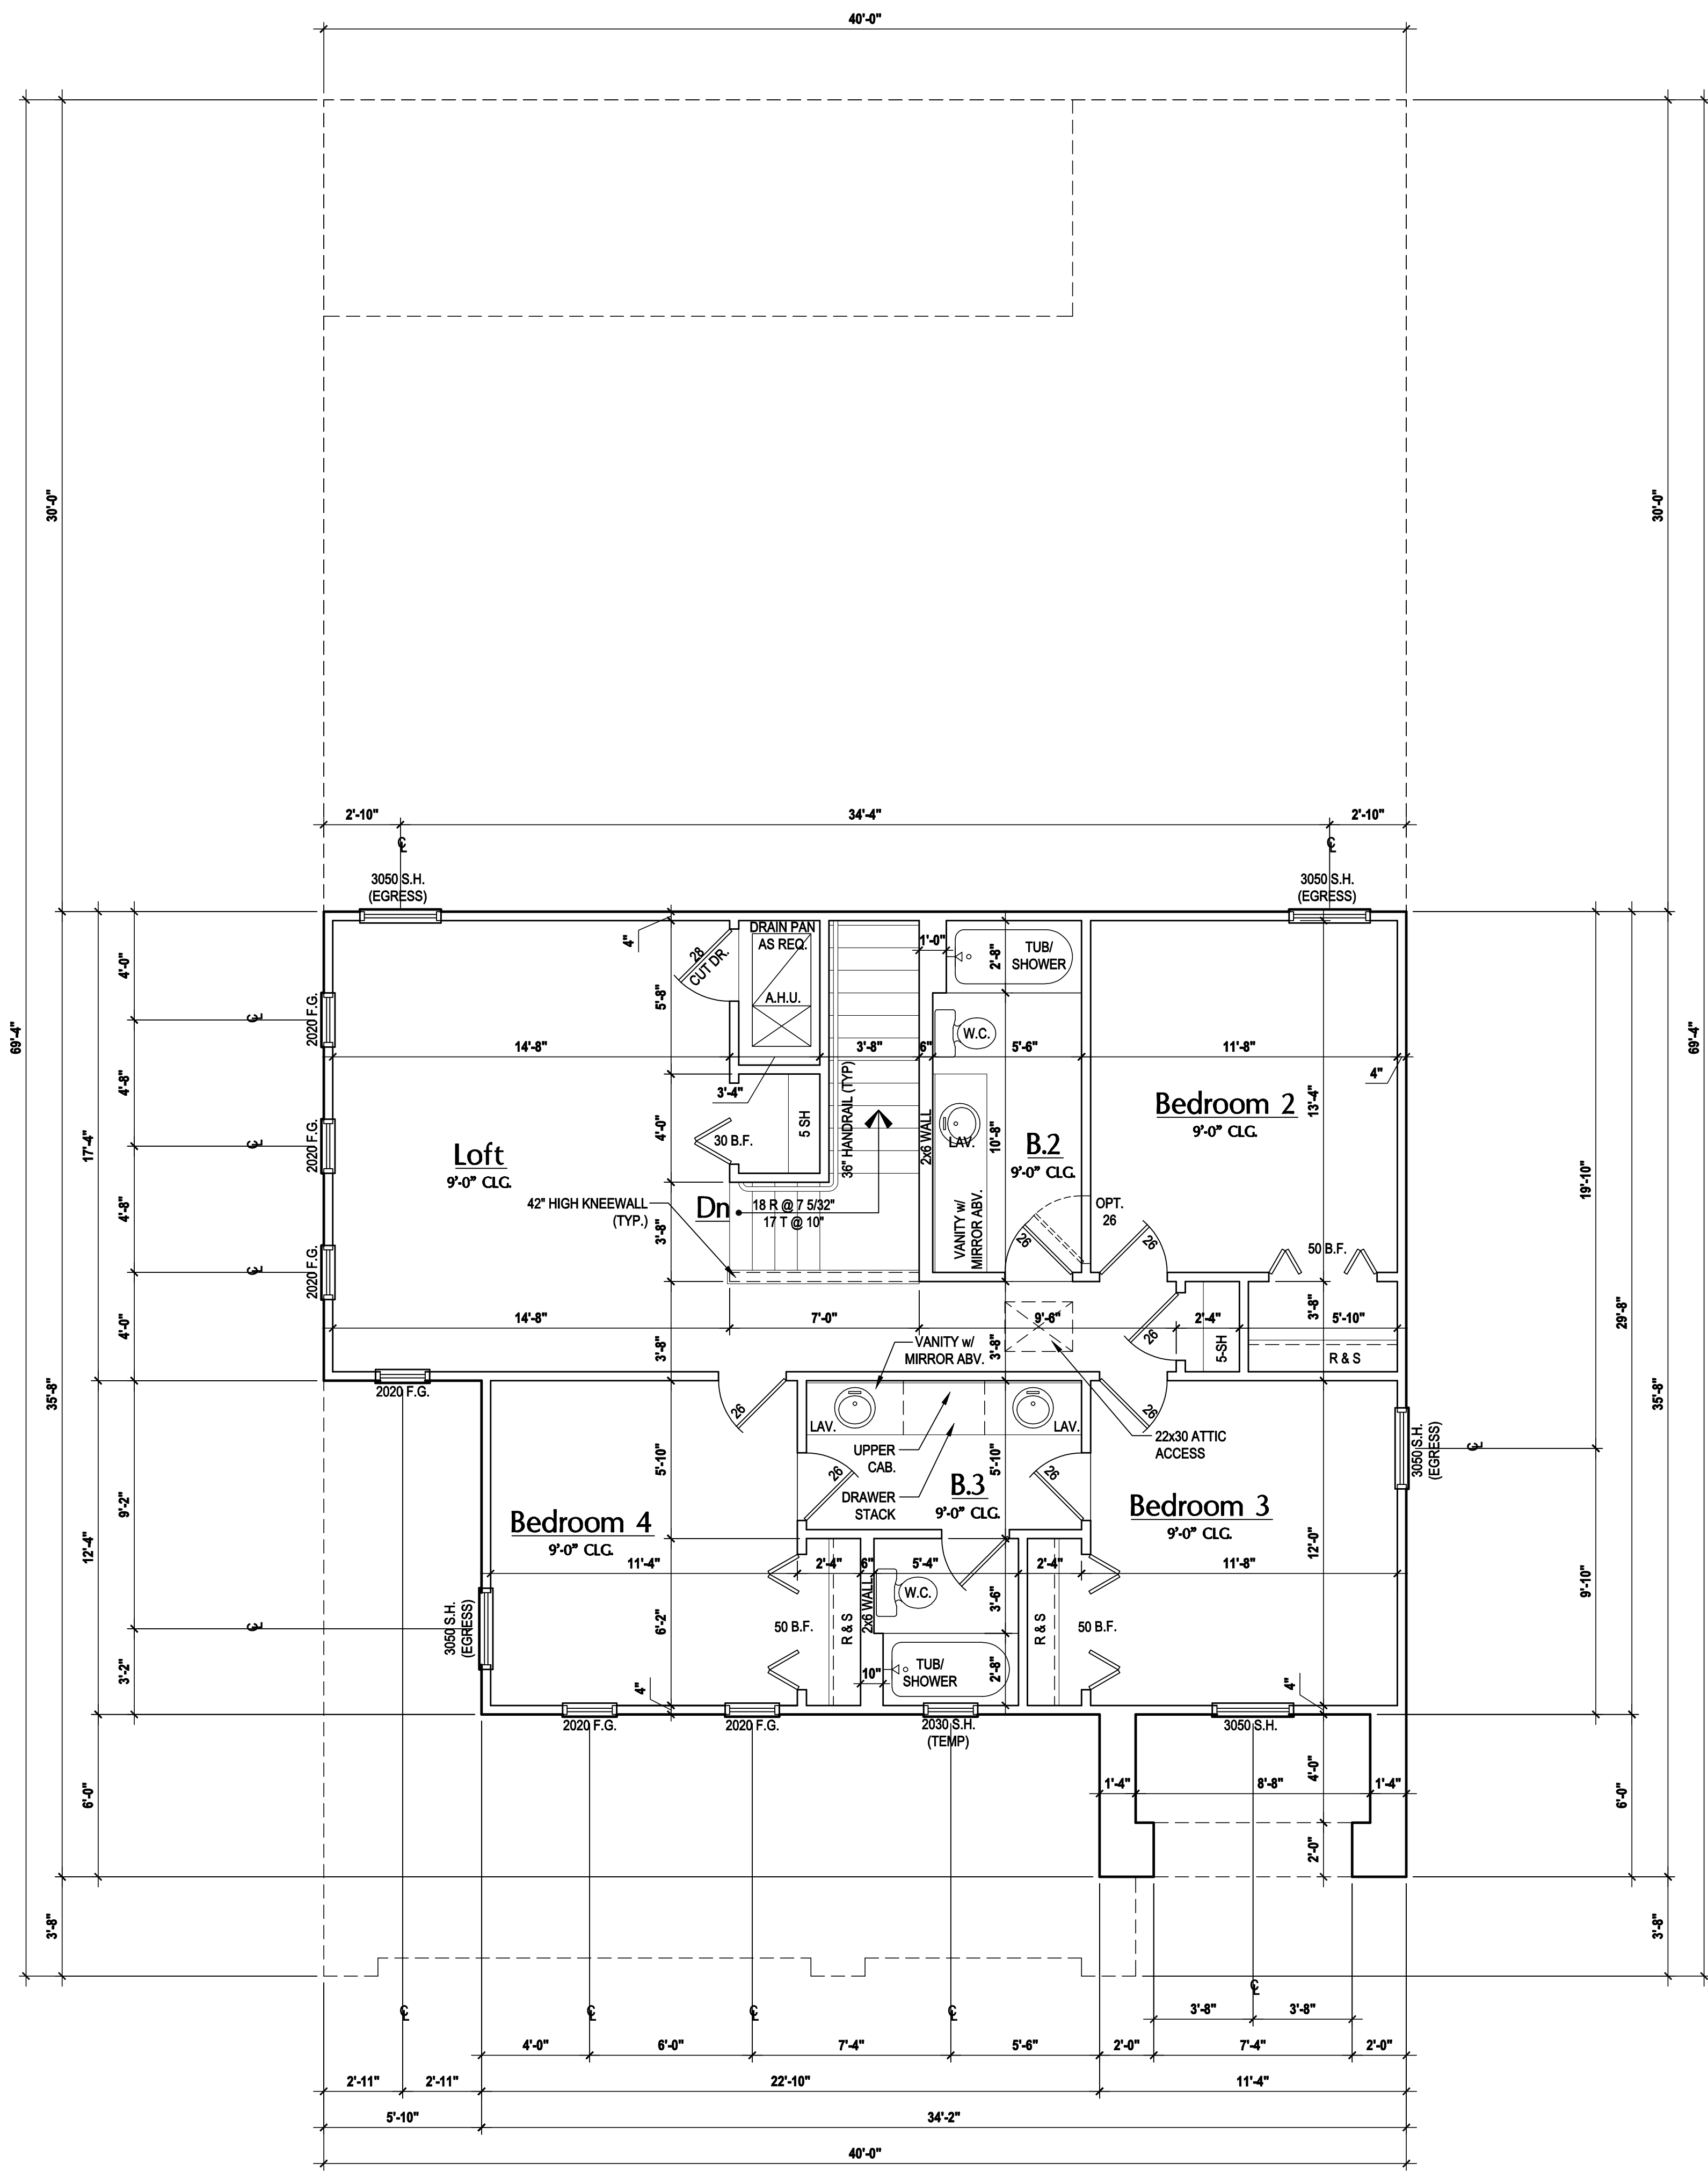 40'-0"
30'-0"
30'-0"
69'-4"
69'-4"
2'-10"
34'-4"
2'-10"
℄
℄
3050 S.H.
(EGRESS)
3050 S.H.
(EGRESS)
4'-0"
4'-8"
4'-8"
4'-0"
17'-4"
35'-8"
℄
℄
℄
2020 F.G.
2020 F.G.
2020 F.G.
4"
28
CUT DR.
DRAIN PAN
AS REQ.
A.H.U.
5'-8"
1'-0"
2'-8"
TUB/
SHOWER
W.C.
14'-8"
3'-8"
6"
5'-6"
11'-8"
4"
3'-4"
4'-0"
30 B.F.
5 SH
36" HANDRAIL (TYP)
2x6 WALL
LAV.
10'-8"
B.2
9'-0" CLG.
Bedroom 2
9'-0" CLG.
13'-4"
Loft
9'-0" CLG.
42" HIGH KNEEWALL
(TYP.)
Dn
18 R @ 7 5/32"
17 T @ 10"
3'-8"
VANITY w/
MIRROR ABV.
OPT.
26
26
26
50 B.F.
19'-10"
29'-8"
35'-8"
14'-8"
7'-0"
9'-6"
2'-4"
5'-10"
3'-8"
3'-8"
3'-8"
26
5-SH
R & S
VANITY w/
MIRROR ABV.
2020 F.G.
26
LAV.
LAV.
26
UPPER
CAB.
DRAWER
STACK
22x30 ATTIC
ACCESS
5'-10"
5'-10"
26
26
B.3
9'-0" CLG.
Bedroom 3
9'-0" CLG.
Bedroom 4
9'-0" CLG.
3050 S.H.
(EGRESS)
℄
9'-2"
12'-4"
12'-0"
9'-10"
11'-4"
2'-4"
6"
5'-4"
2'-4"
11'-8"
2x6 WALL
W.C.
3'-6"
3050 S.H.
(EGRESS)
℄
6'-2"
50 B.F.
R & S
R & S
50 B.F.
3'-2"
10"
TUB/
SHOWER
2'-8"
4"
4"
2020 F.G.
2020 F.G.
2030 S.H.
(TEMP)
3050 S.H.
6'-0"
4'-0"
1'-4"
8'-8"
1'-4"
6'-0"
2'-0"
3'-8"
3'-8"
℄
℄
℄
℄
℄
3'-8"
3'-8"
4'-0"
6'-0"
7'-4"
5'-6"
2'-0"
7'-4"
2'-0"
2'-11"
2'-11"
22'-10"
11'-4"
5'-10"
34'-2"
40'-0"